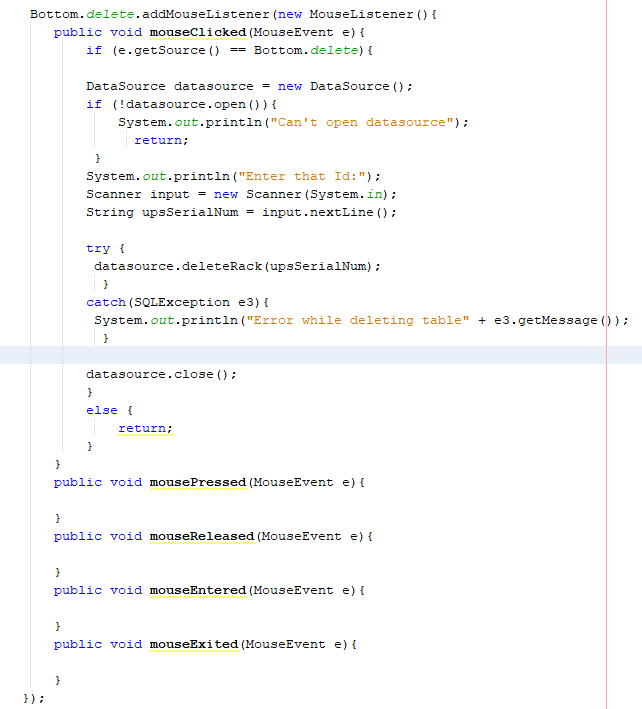 Bottom.delete.addMouseListener(new MouseListener(){
public void mouseClicked(MouseEvent e){
if (e.getSource() == Bottom.delete){
DataSource datasource = new DataSource();
if (!datasource.open()){
System.out.println("Can't open datasource");
return;
}
System.out.println("Enter that Id:");
Scanner input = new Scanner(System.in);
String upsSerialNum = input.nextLine();
try {
datasource.deleteRack(upsSerialNum);
}
catch(SQLException e3){
System.out.println("Error while deleting table" + e3.getMessage());
}
datasource.close();
}
else {
return;
}
}
public void mousePressed(MouseEvent e){
}
public void mouseReleased(MouseEvent e){
}
public void mouseEntered(MouseEvent e){
}
public void mouseExited(MouseEvent e){
}
});